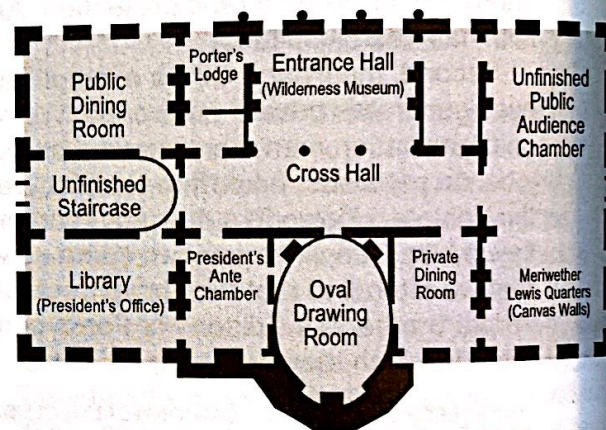 Porter's
Lodge
Entrance Hall
(Wilderness Museum)
Public
Dining
Room
Unfinished
Public
Audience
Chamber
Cross Hall
Unfinished
Staircase
Library
(President's Office)
President's
Ante
Chamber
Oval
Drawing
Room
Private
Dining
Room
Meriwether
Lewis Quarters
(Canvas Walls)